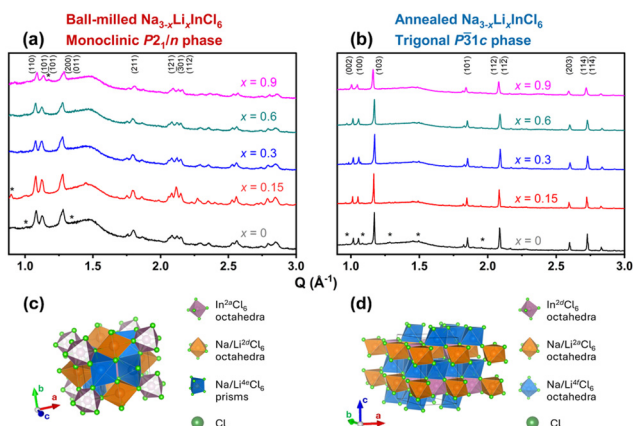 Ball-milled Na₃₋ₓLiₓInCl₆
Monoclinic P2₁/n phase
Annealed Na₃₋ₓLiₓInCl₆
Trigonal P3̄1c phase
(a)
(110)
(101)
(1̄01)
(200)
(011)
(211)
(121)
(3̄01)
(112)
x = 0.9
x = 0.6
x = 0.3
x = 0.15
x = 0
* * * *
1.0 1.5 2.0 2.5 3.0
(b)
(002)
(100)
(103)
(101)
(112)
(112̄)
(203)
(114)
(114̄)
x = 0.9
x = 0.6
x = 0.3
x = 0.15
x = 0
* * * * *
1.0 1.5 2.0 2.5 3.0
Q (Å⁻¹)
(c)
In²ᵃCl₆
octahedra
Na/Li²ᵈCl₆
octahedra
Na/Li⁴ᵉCl₆
prisms
Cl
b
c
a
(d)
In²ᵈCl₆
octahedra
Na/Li²ᵃCl₆
octahedra
Na/Li⁴ᶠCl₆
octahedra
Cl
c
b
a